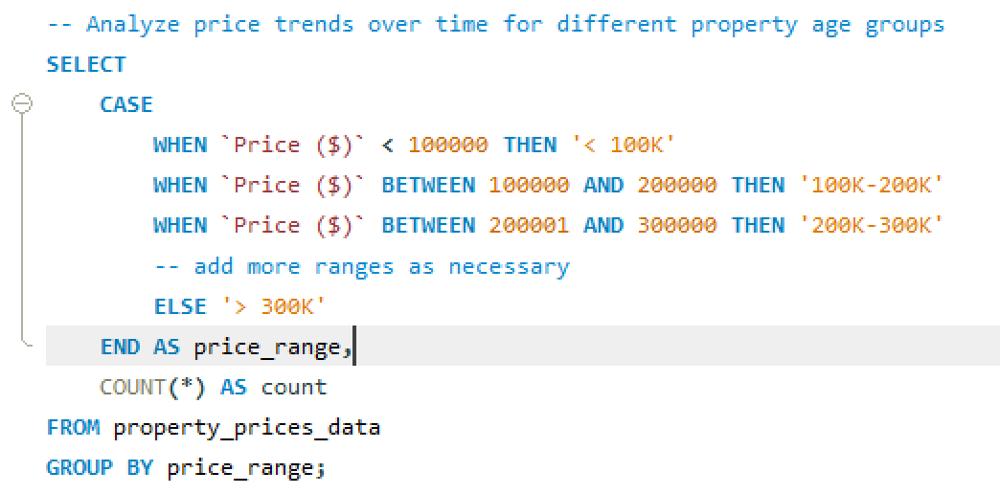 -- Analyze price trends over time for different property age groups
SELECT
    CASE
        WHEN `Price ($)` < 100000 THEN '< 100K'
        WHEN `Price ($)` BETWEEN 100000 AND 200000 THEN '100K-200K'
        WHEN `Price ($)` BETWEEN 200001 AND 300000 THEN '200K-300K'
        -- add more ranges as necessary
        ELSE '> 300K'
    END AS price_range,
    COUNT(*) AS count
FROM property_prices_data
GROUP BY price_range;